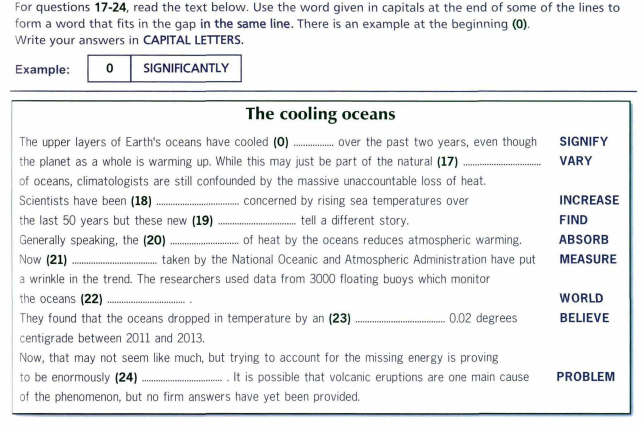 For questions 17-24, read the text below. Use the word given in capitals at the end of some of the lines to
form a word that fits in the gap in the same line. There is an example at the beginning (0).
Write your answers in CAPITAL LETTERS.
Example: 0 SIGNIFICANTLY
The cooling oceans
The upper layers of Earth's oceans have cooled (0) ................ over the past two years, even though SIGNIFY
the planet as a whole is warming up. While this may just be part of the natural (17) ................................ VARY
of oceans, climatologists are still confounded by the massive unaccountable loss of heat.
Scientists have been (18) ................................ concerned by rising sea temperatures over INCREASE
the last 50 years but these new (19) ................................ tell a different story. FIND
Generally speaking, the (20) ................................ of heat by the oceans reduces atmospheric warming. ABSORB
Now (21) ................................ taken by the National Oceanic and Atmospheric Administration have put MEASURE
a wrinkle in the trend. The researchers used data from 3000 floating buoys which monitor
the oceans (22) ................................ . WORLD
They found that the oceans dropped in temperature by an (23) ................................ 0.02 degrees BELIEVE
centigrade between 2011 and 2013.
Now, that may not seem like much, but trying to account for the missing energy is proving
to be enormously (24) ................................ . It is possible that volcanic eruptions are one main cause PROBLEM
of the phenomenon, but no firm answers have yet been provided.